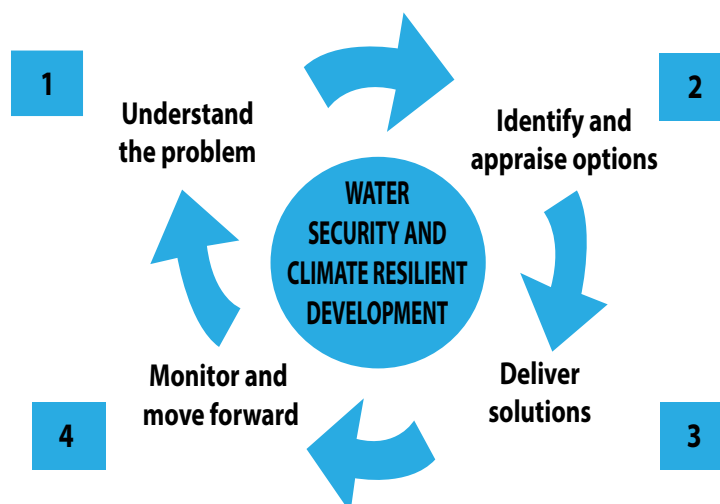 1
Understand
the problem
2
Identify and
appraise options
WATER
SECURITY AND
CLIMATE RESILIENT
DEVELOPMENT
Deliver
solutions
3
Monitor and
move forward
4